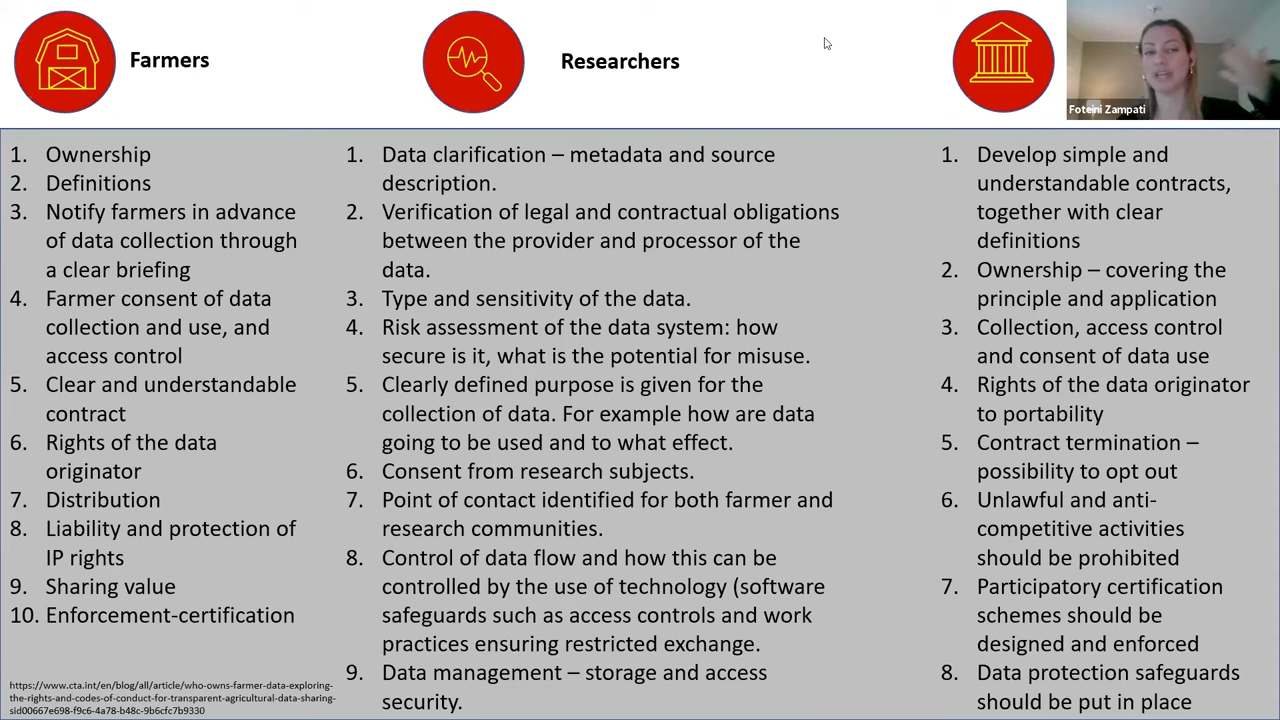 Farmers
Researchers
Foteini Zampati
1. Ownership
2. Definitions
3. Notify farmers in advance
of data collection through
a clear briefing
4. Farmer consent of data
collection and use, and
access control
5. Clear and understandable
contract
6. Rights of the data
originator
7. Distribution
8. Liability and protection of
IP rights
9. Sharing value
10. Enforcement-certification
https://www.cta.int/en/blog/all/article/who-owns-farmer-data-exploring-
the-rights-and-codes-of-conduct-for-transparent-agricultural-data-sharing-
sid00667e698-f9c6-4a78-b48c-9b6cfc7b9330
1. Data clarification – metadata and source
description.
2. Verification of legal and contractual obligations
between the provider and processor of the
data.
3. Type and sensitivity of the data.
4. Risk assessment of the data system: how
secure is it, what is the potential for misuse.
5. Clearly defined purpose is given for the
collection of data. For example how are data
going to be used and to what effect.
6. Consent from research subjects.
7. Point of contact identified for both farmer and
research communities.
8. Control of data flow and how this can be
controlled by the use of technology (software
safeguards such as access controls and work
practices ensuring restricted exchange.
9. Data management – storage and access
security.
1. Develop simple and
understandable contracts,
together with clear
definitions
2. Ownership – covering the
principle and application
3. Collection, access control
and consent of data use
4. Rights of the data originator
to portability
5. Contract termination –
possibility to opt out
6. Unlawful and anti-
competitive activities
should be prohibited
7. Participatory certification
schemes should be
designed and enforced
8. Data protection safeguards
should be put in place